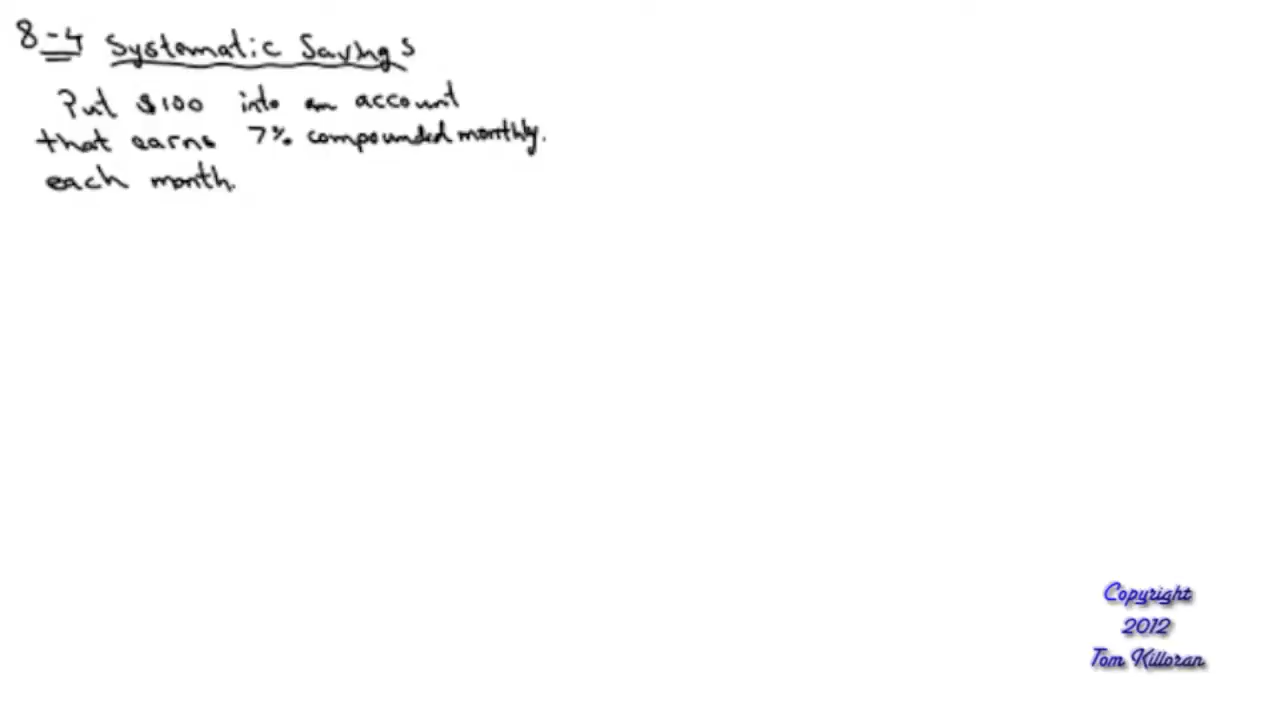 8-4 Systematic Savings
Put $100 into an account
that earns 7% compounded monthly.
each month.
Copyright
2012
Tom Killoran